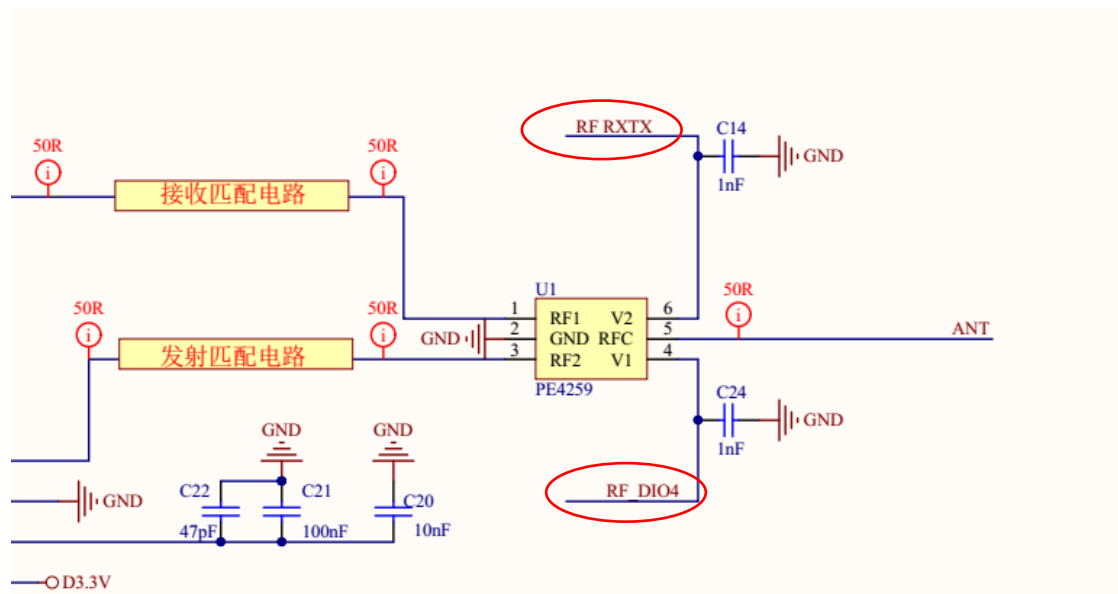 RF RXTX
C14
GND
1nF
50R
i
接收匹配电路
50R
i
50R
i
发射匹配电路
50R
i
U1
1
RF1
V2
6
GND
2
GND
RFC
5
3
RF2
V1
4
PE4259
50R
i
ANT
C24
GND
1nF
RF_DIO4
GND
GND
GND
C22
47pF
C21
100nF
C20
10nF
D3.3V